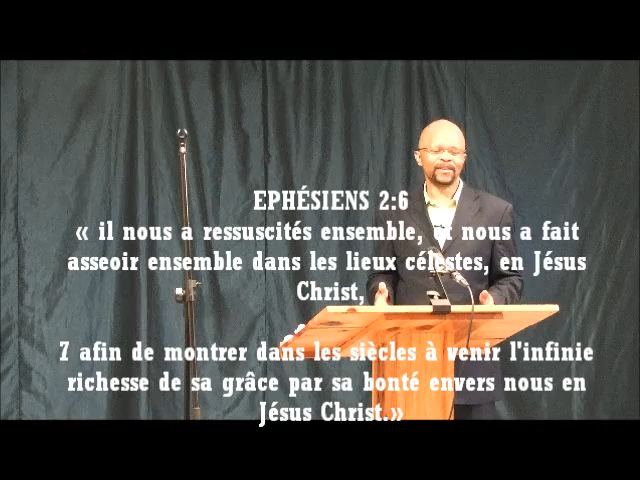 EPHÉSIENS 2:6
« il nous a ressuscités ensemble, et nous a fait
asseoir ensemble dans les lieux célestes, en Jésus
Christ,
7 afin de montrer dans les siècles à venir l'infinie
richesse de sa grâce par sa bonté envers nous en
Jésus Christ.»